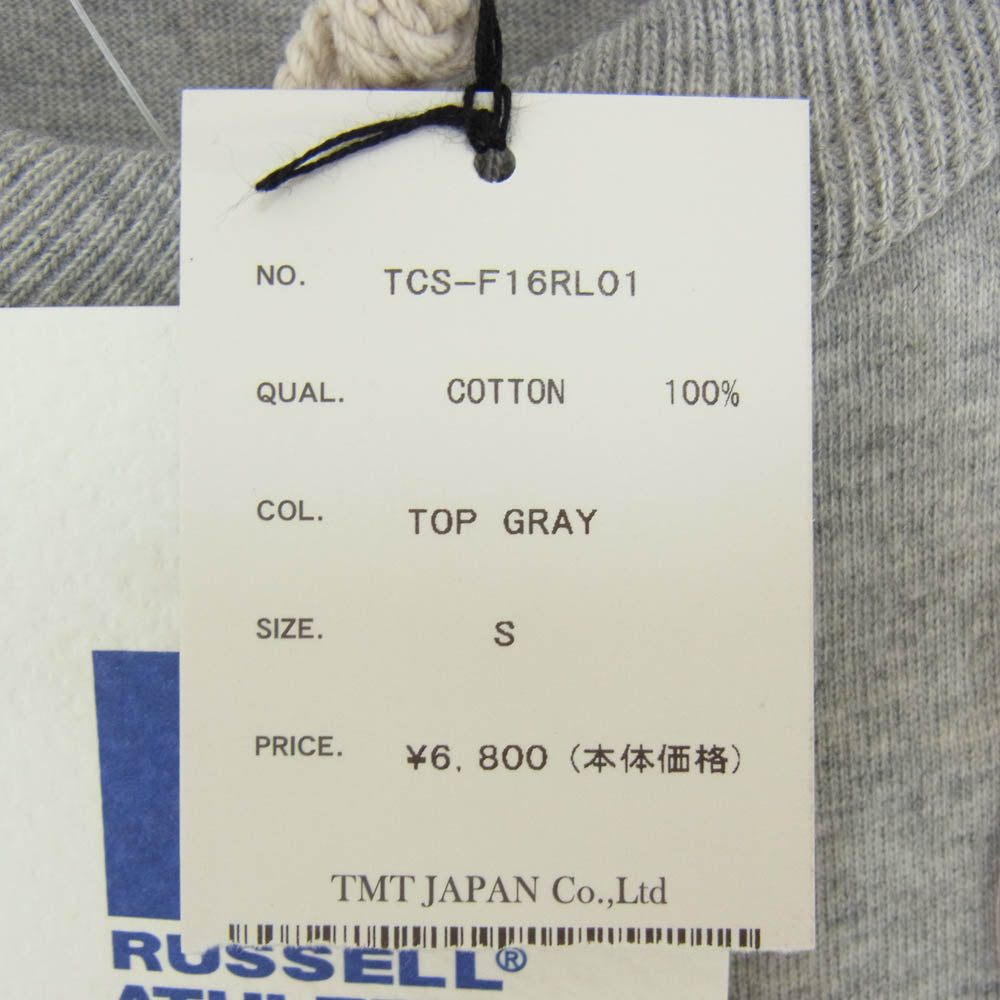 NO. TCS-F16RL01
QUAL. COTTON 100%
COL. TOP GRAY
SIZE. S
PRICE. ¥6,800 (本体価格)
TMT JAPAN Co.,Ltd
RUSSELL®